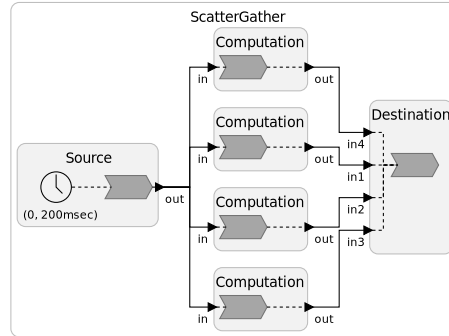 ScatterGather
Computation
in
out
Computation
in
out
Source
(0, 200msec)
out
Computation
in
out
Computation
in
out
Destination
in4
in1
in2
in3